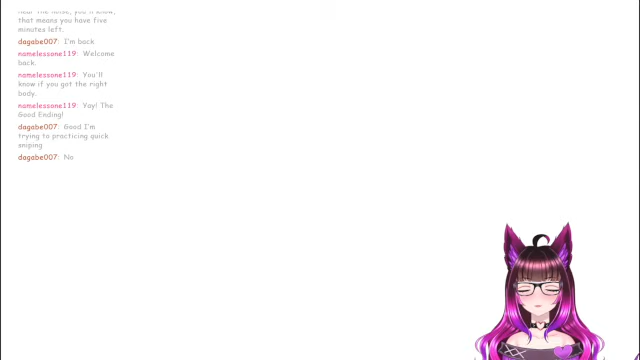 near the noise, you'll know,
that means you have five
minutes left.
dagabe007: I'm back
namelessone119: Welcome
back.
namelessone119: You'll
know if you got the right
body.
namelessone119: Yay! The
Good Ending!
dagabe007: Good I'm
trying to practicing quick
sniping
dagabe007: No